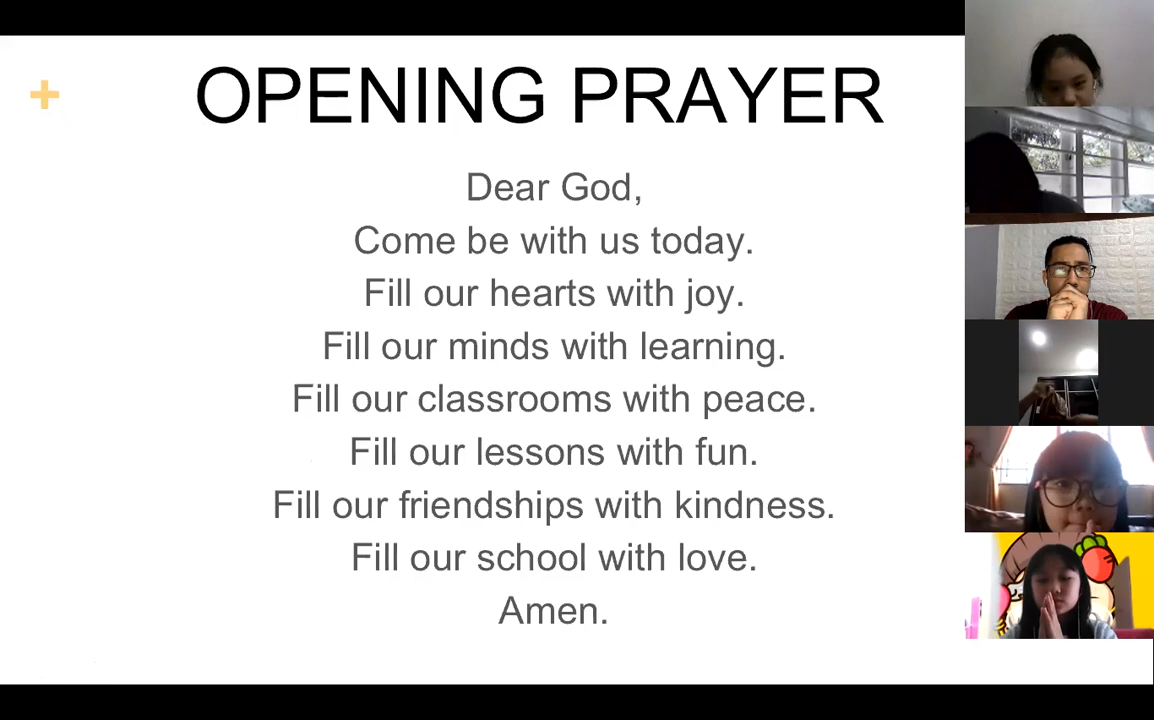 OPENING PRAYER
Dear God,
Come be with us today.
Fill our hearts with joy.
Fill our minds with learning.
Fill our classrooms with peace.
Fill our lessons with fun.
Fill our friendships with kindness.
Fill our school with love.
Amen.